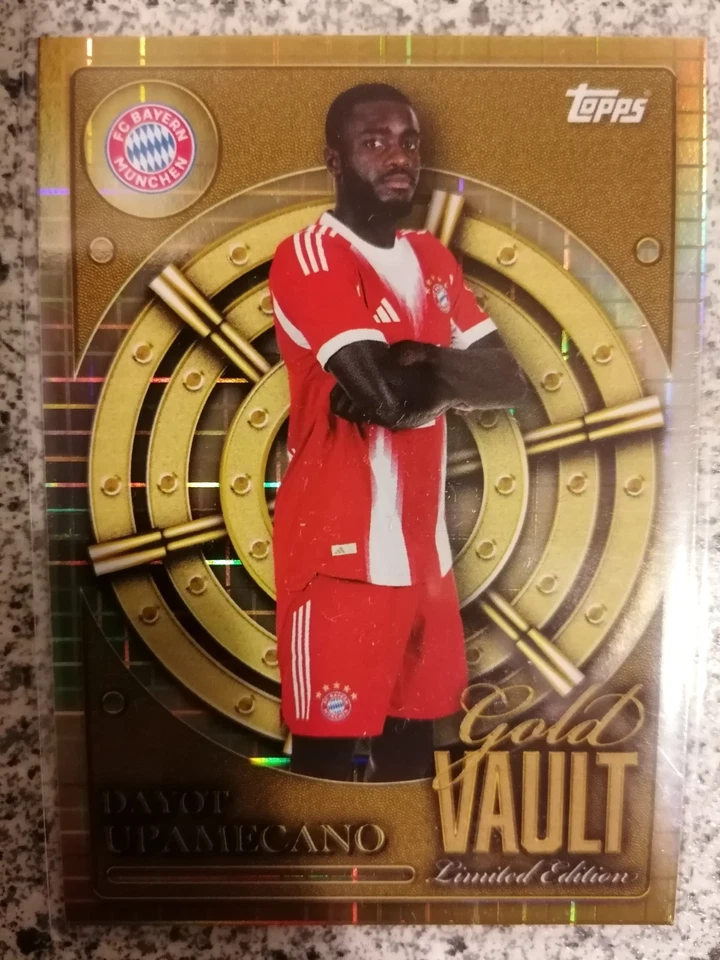 FC BAYERN
MÜNCHEN
Topps
Gold
VAULT
Limited Edition
DAYOT
UPAMECANO